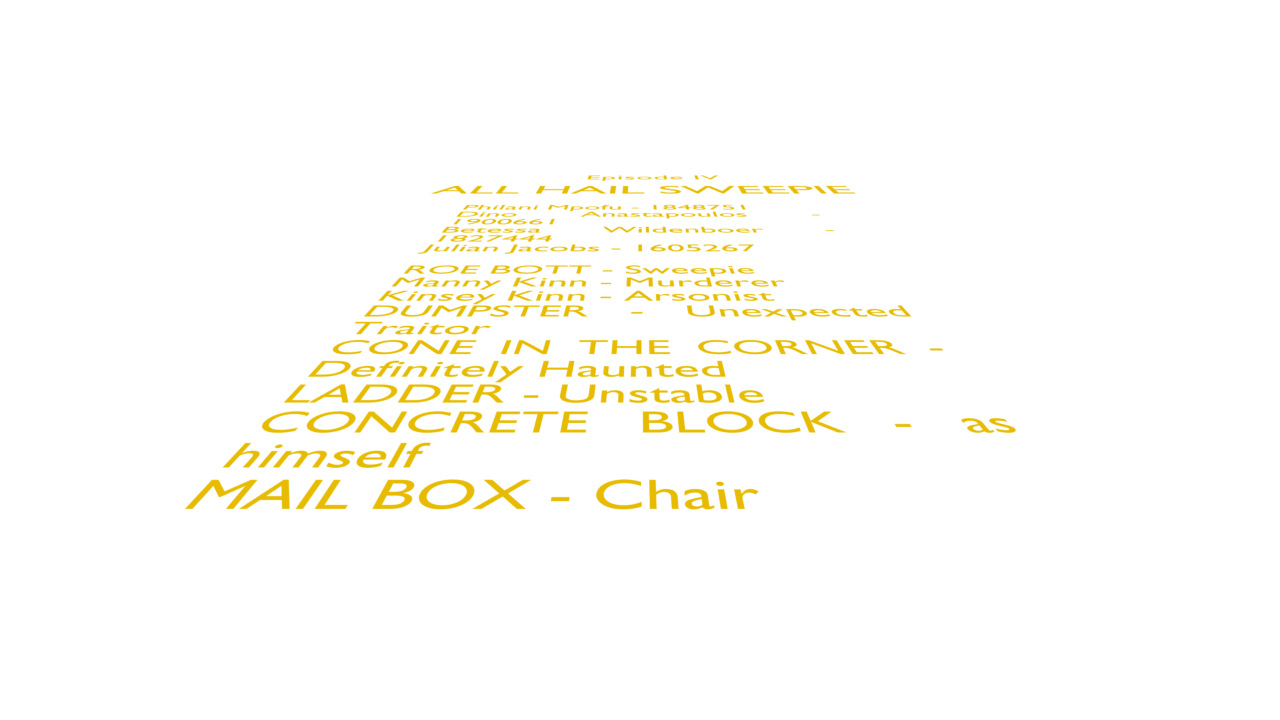 Episode IV
ALL HAIL SWEEPIE
Philani Mpofu - 1848751
Dino Anastapoulos -
1900661
Betessa Wildenboer -
1827444
Julian Jacobs - 1605267
ROE BOTT - Sweepie
Manny Kinn - Murderer
Kinsey Kinn - Arsonist
DUMPSTER - Unexpected
Traitor
CONE IN THE CORNER -
Definitely Haunted
LADDER - Unstable
CONCRETE BLOCK - as
himself
MAIL BOX - Chair